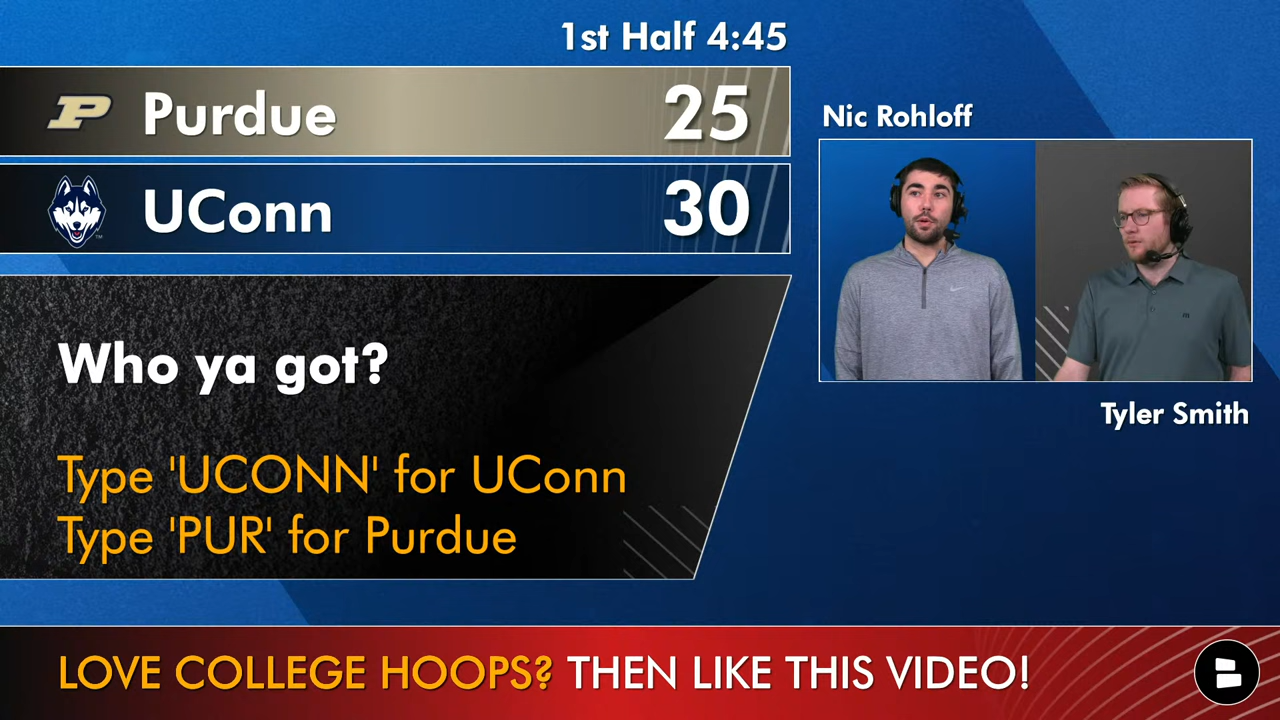 1st Half 4:45
P Purdue 25
UConn 30
Nic Rohloff
Tyler Smith
Who ya got?
Type 'UCONN' for UConn
Type 'PUR' for Purdue
LOVE COLLEGE HOOPS? THEN LIKE THIS VIDEO!